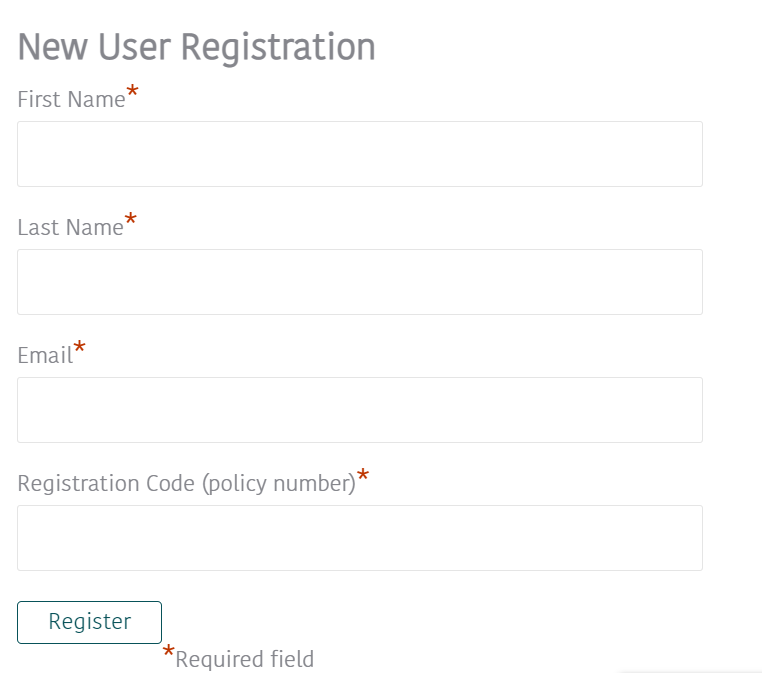 New User Registration
First Name*
Last Name*
Email*
Registration Code (policy number)*
Register
*Required field